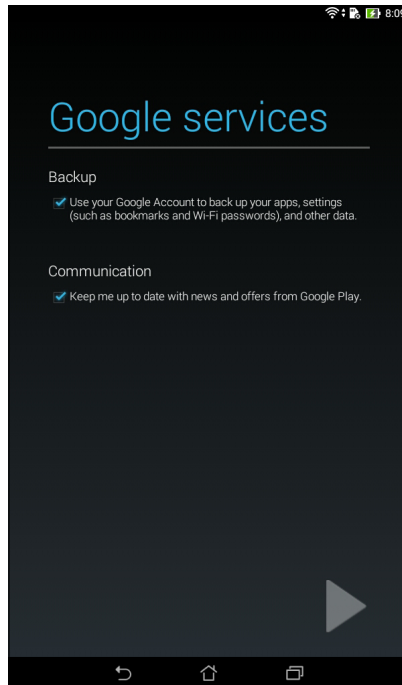 8:09
Google services
Backup
Use your Google Account to back up your apps, settings
(such as bookmarks and Wi-Fi passwords), and other data.
Communication
Keep me up to date with news and offers from Google Play.